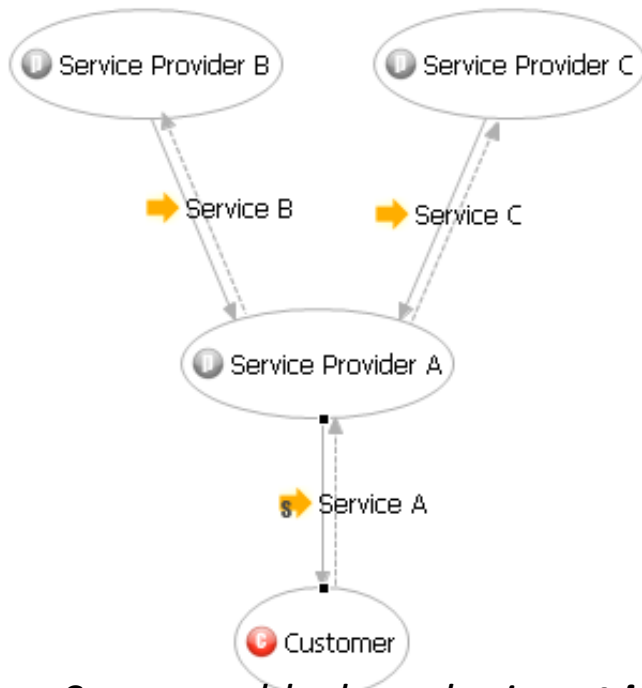 p Service Provider B
p Service Provider C
Service B
Service C
p Service Provider A
s Service A
c Customer